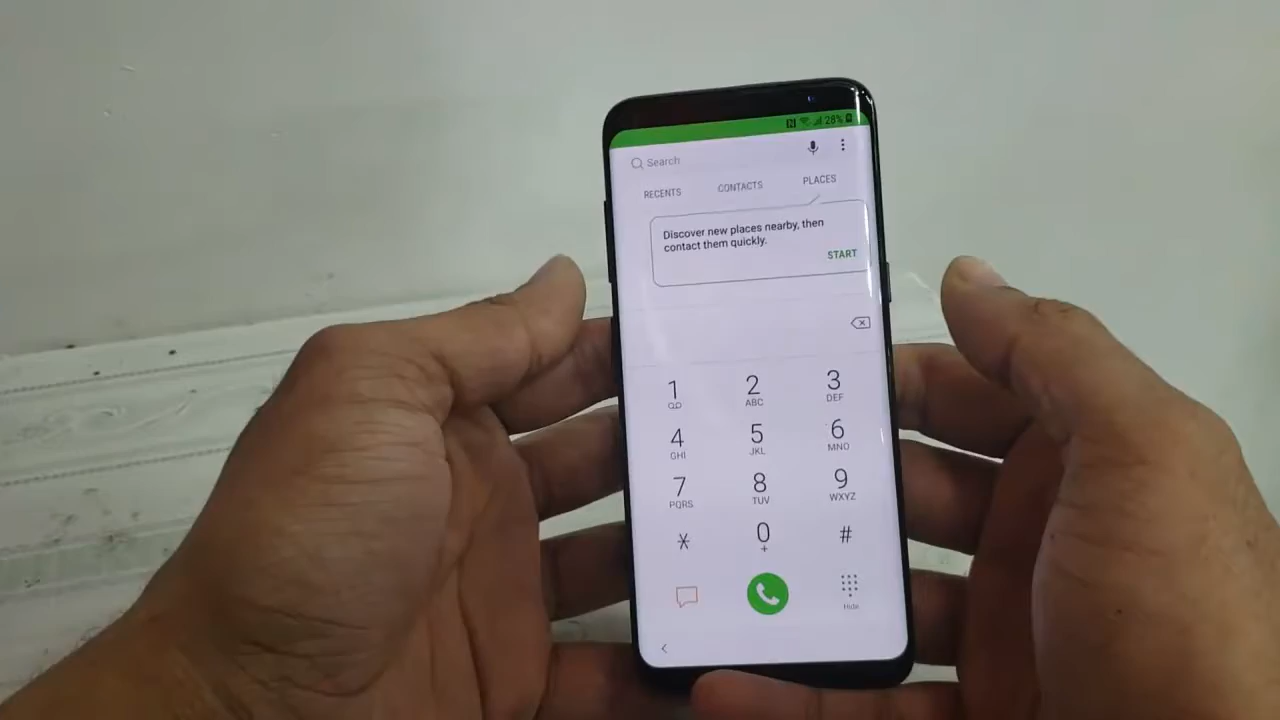 28%
Search
RECENTS CONTACTS PLACES
Discover new places nearby, then
contact them quickly.
START
1 2 3
ABC DEF
4 5 6
GHI JKL MNO
7 8 9
PQRS TUV WXYZ
* 0 #
+
Hide